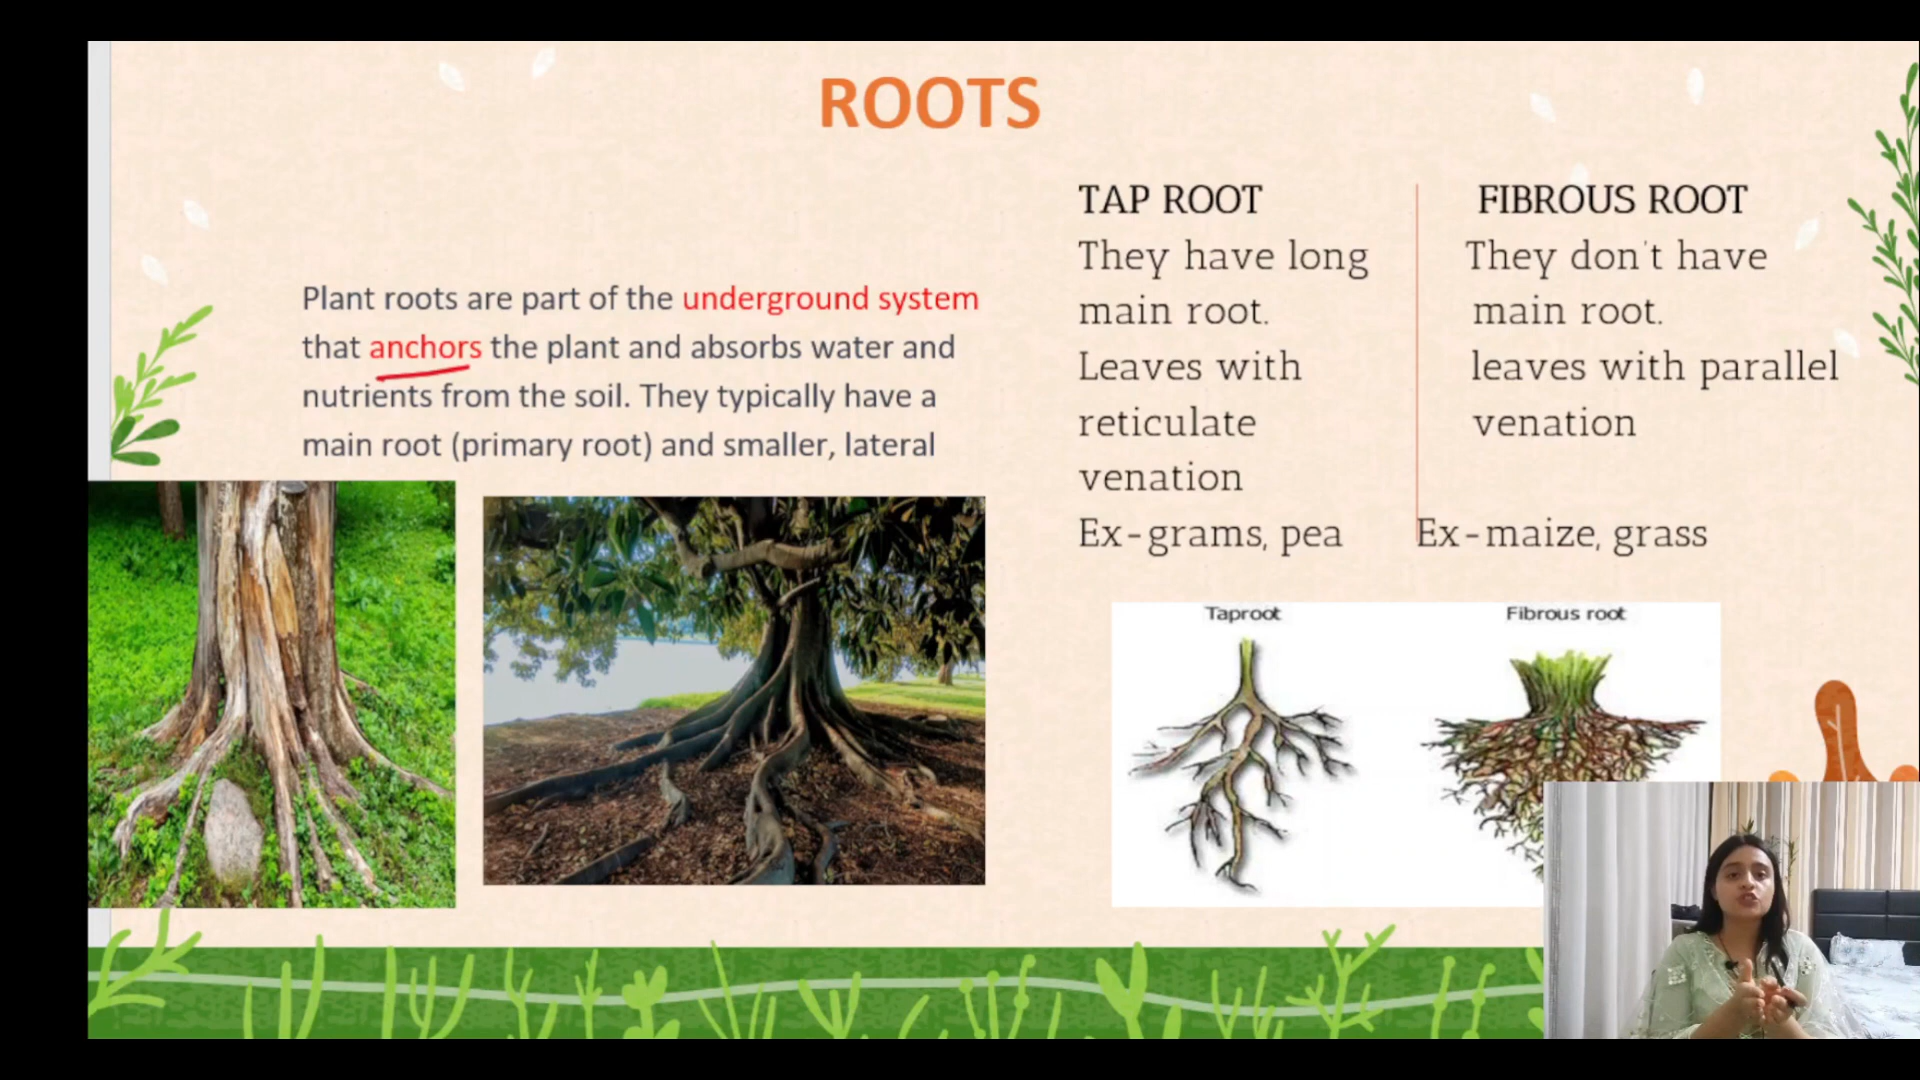 ROOTS
Plant roots are part of the underground system
that anchors the plant and absorbs water and
nutrients from the soil. They typically have a
main root (primary root) and smaller, lateral
TAP ROOT
They have long
main root.
Leaves with
reticulate
venation
Ex-grams, pea
FIBROUS ROOT
They don't have
main root.
leaves with parallel
venation
Ex-maize, grass
Taproot
Fibrous root